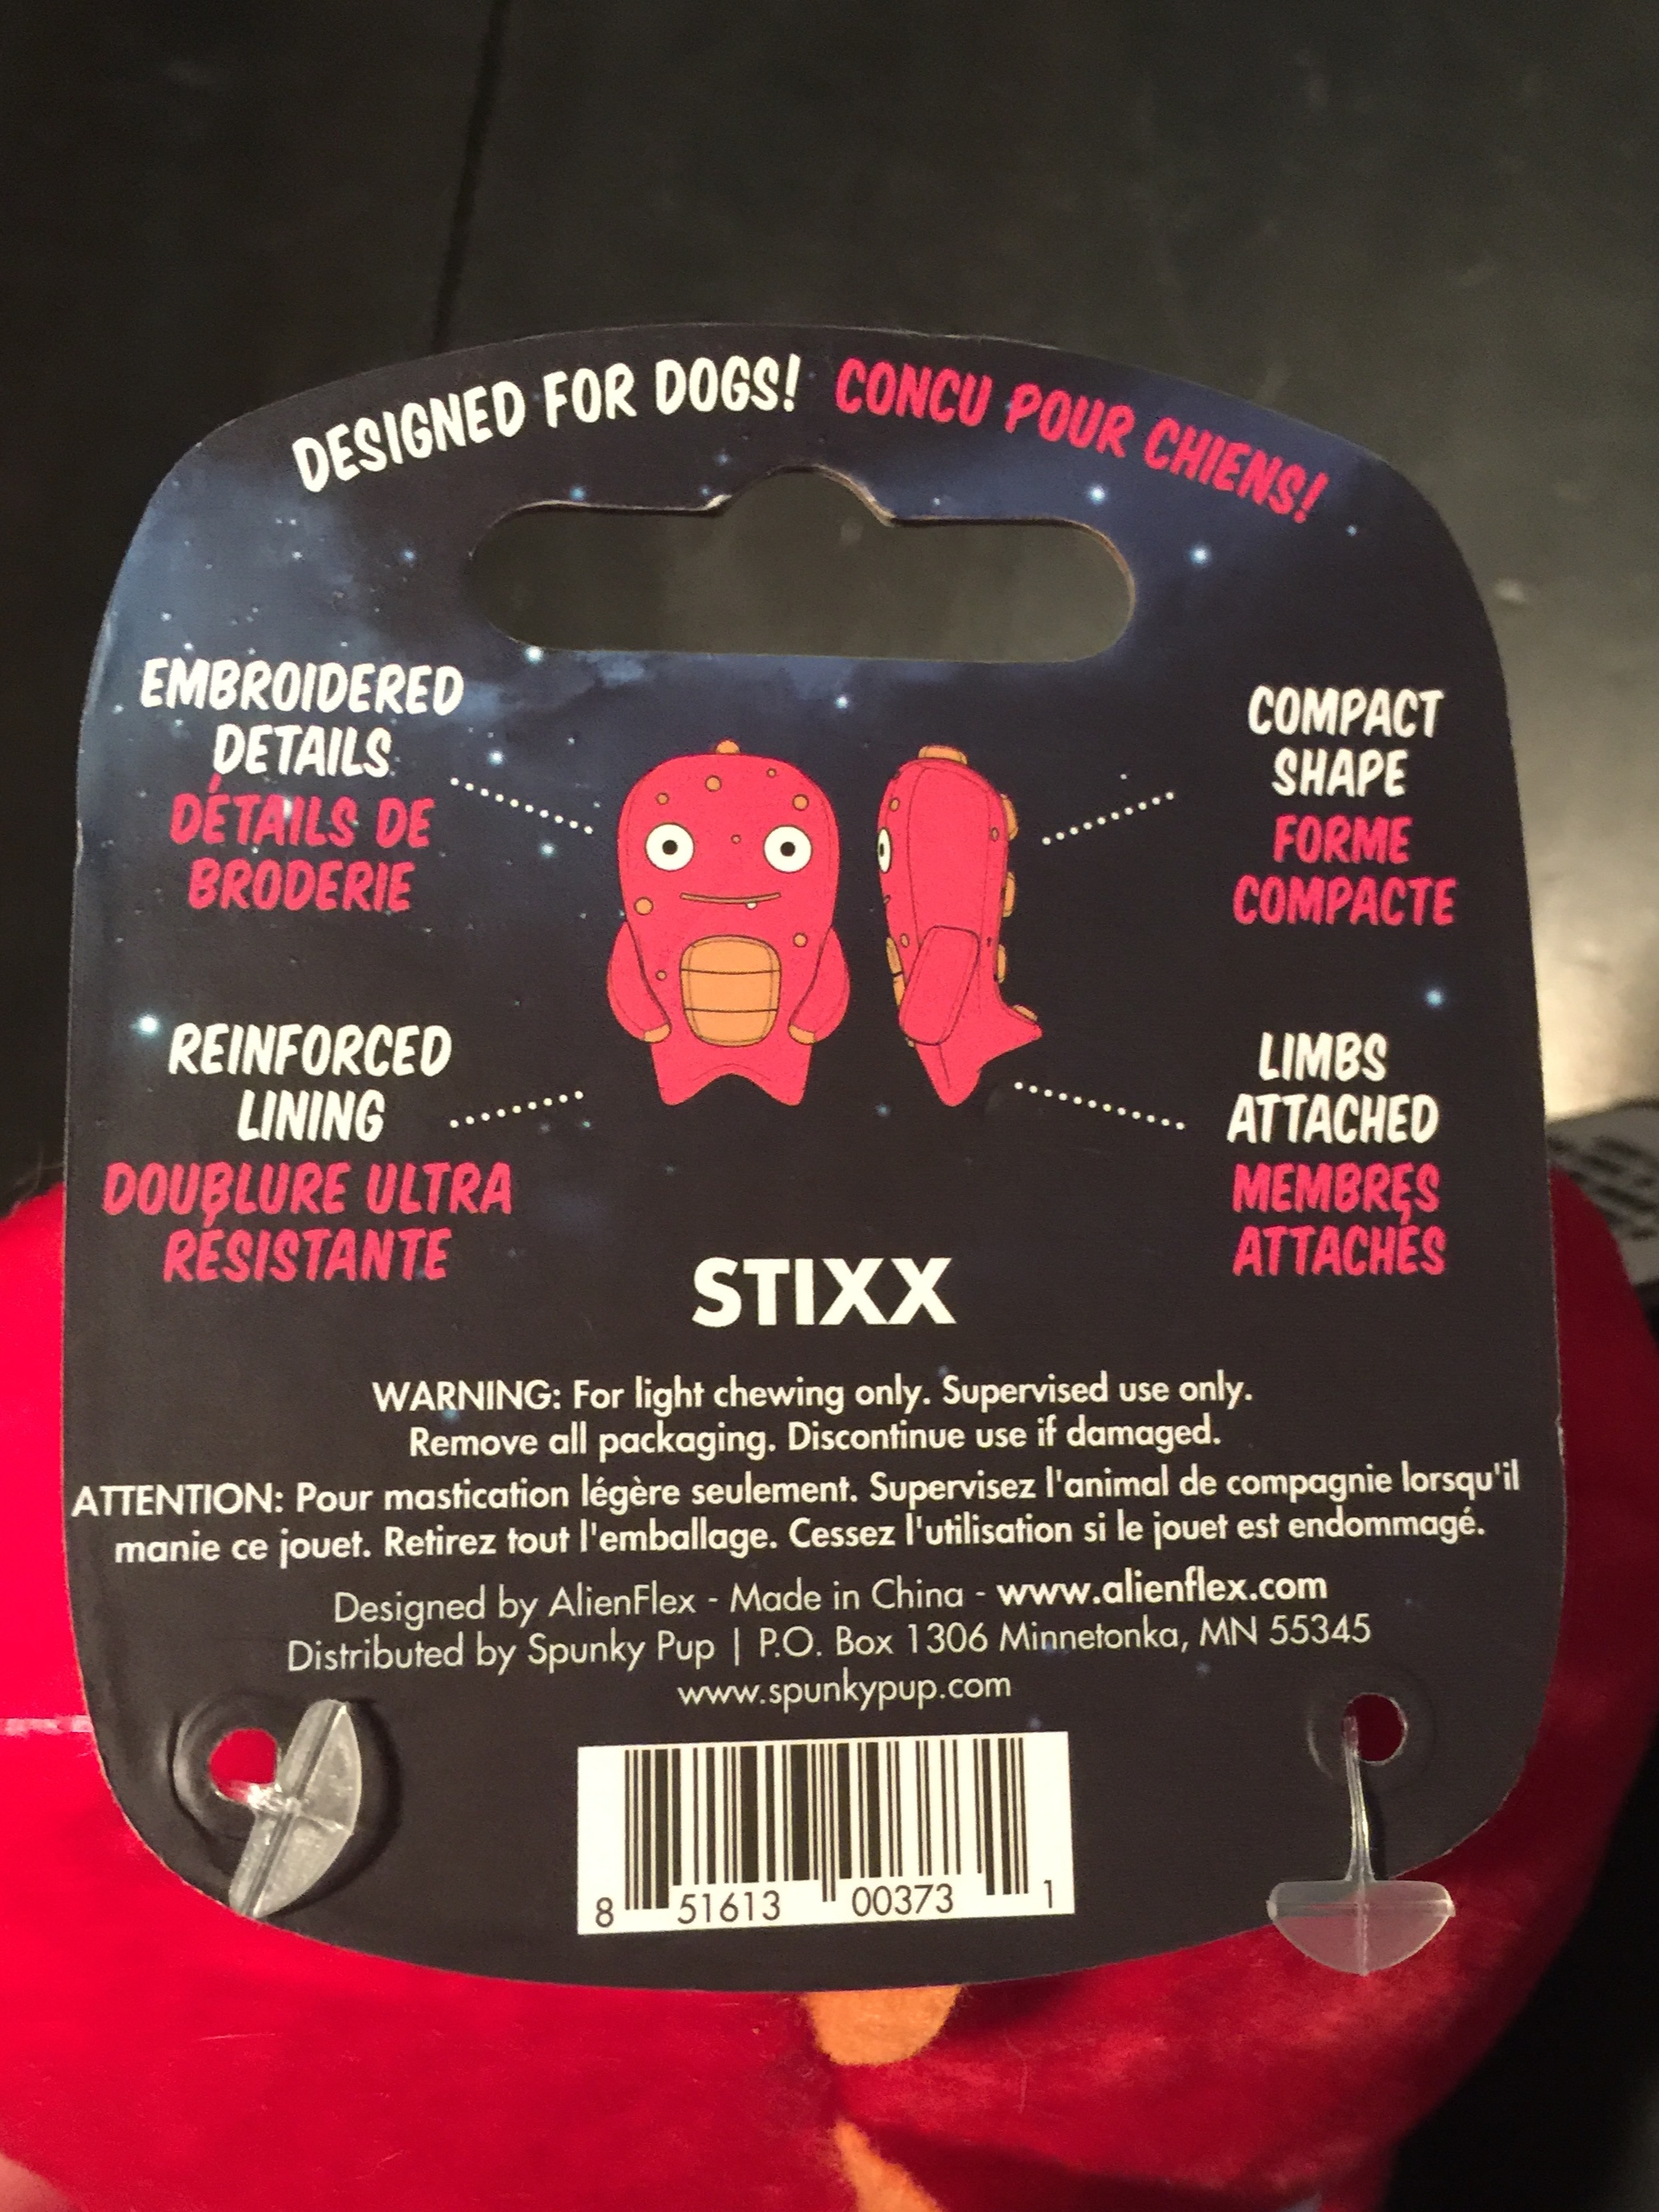 DESIGNED FOR DOGS! CONCU POUR CHIENS!
EMBROIDERED
DETAILS
DÉTAILS DE
BRODERIE
COMPACT
SHAPE
FORME
COMPACTE
REINFORCED
LINING
DOUBLURE ULTRA
RÉSISTANTE
LIMBS
ATTACHED
MEMBRES
ATTACHÉS
STIXX
WARNING: For light chewing only. Supervised use only.
Remove all packaging. Discontinue use if damaged.
ATTENTION: Pour mastication légère seulement. Supervisez l'animal de compagnie lorsqu'il
manie ce jouet. Retirez tout l'emballage. Cessez l'utilisation si le jouet est endommagé.
Designed by AlienFlex - Made in China - www.alienflex.com
Distributed by Spunky Pup | P.O. Box 1306 Minnetonka, MN 55345
www.spunkypup.com
8 51613 00373 1